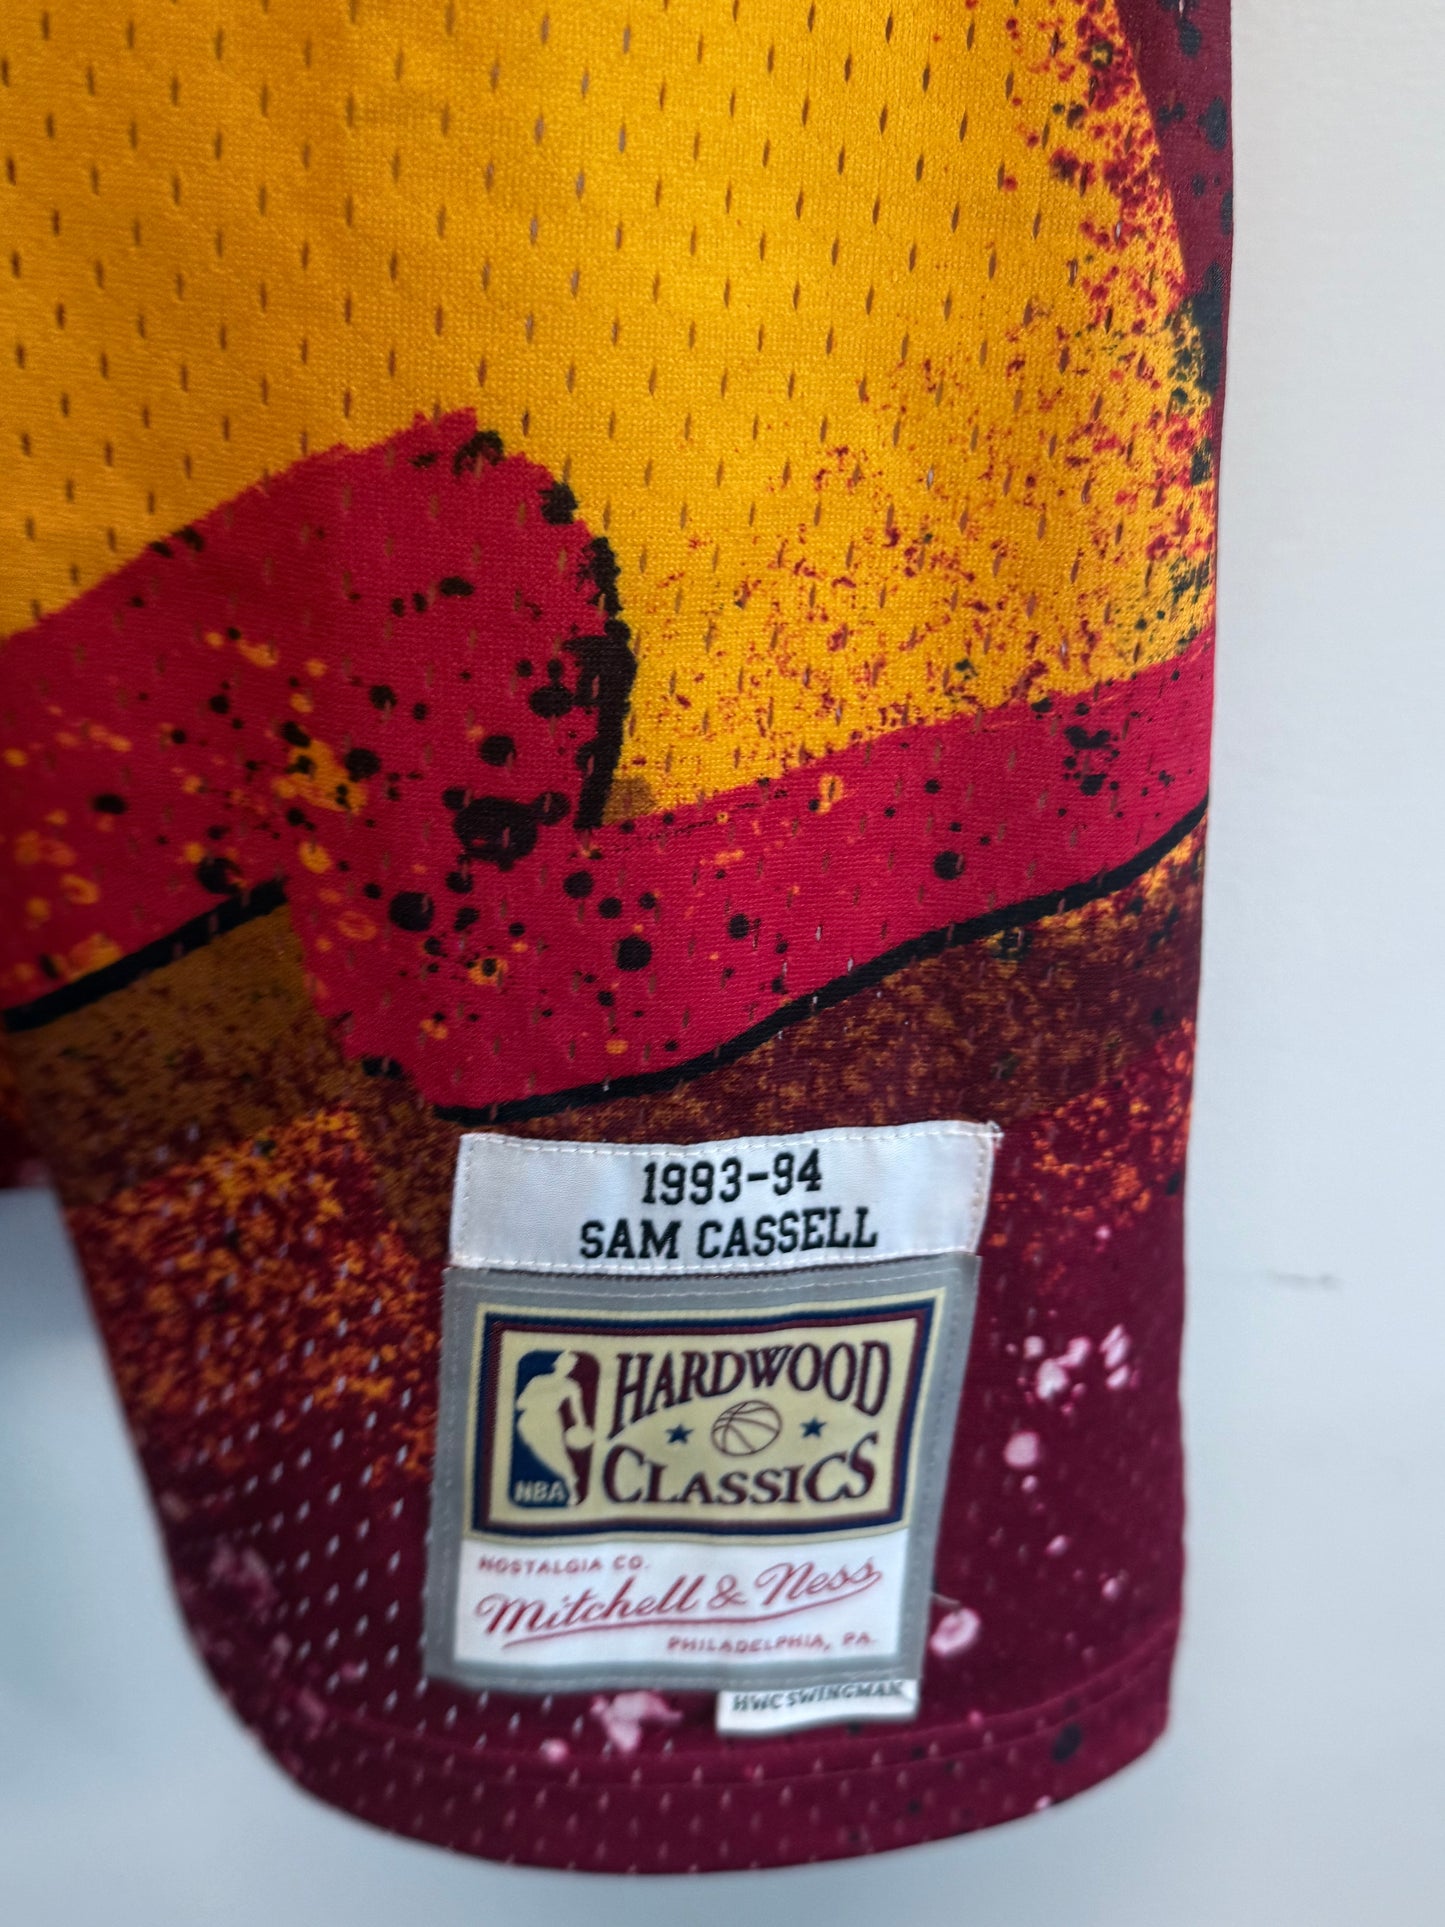 1993-94
SAM CASSELL
HARDWOOD
CLASSICS
NBA
NOSTALGIA CO.
Mitchell & Ness
PHILADELPHIA, PA.
HWC SWINGMAN